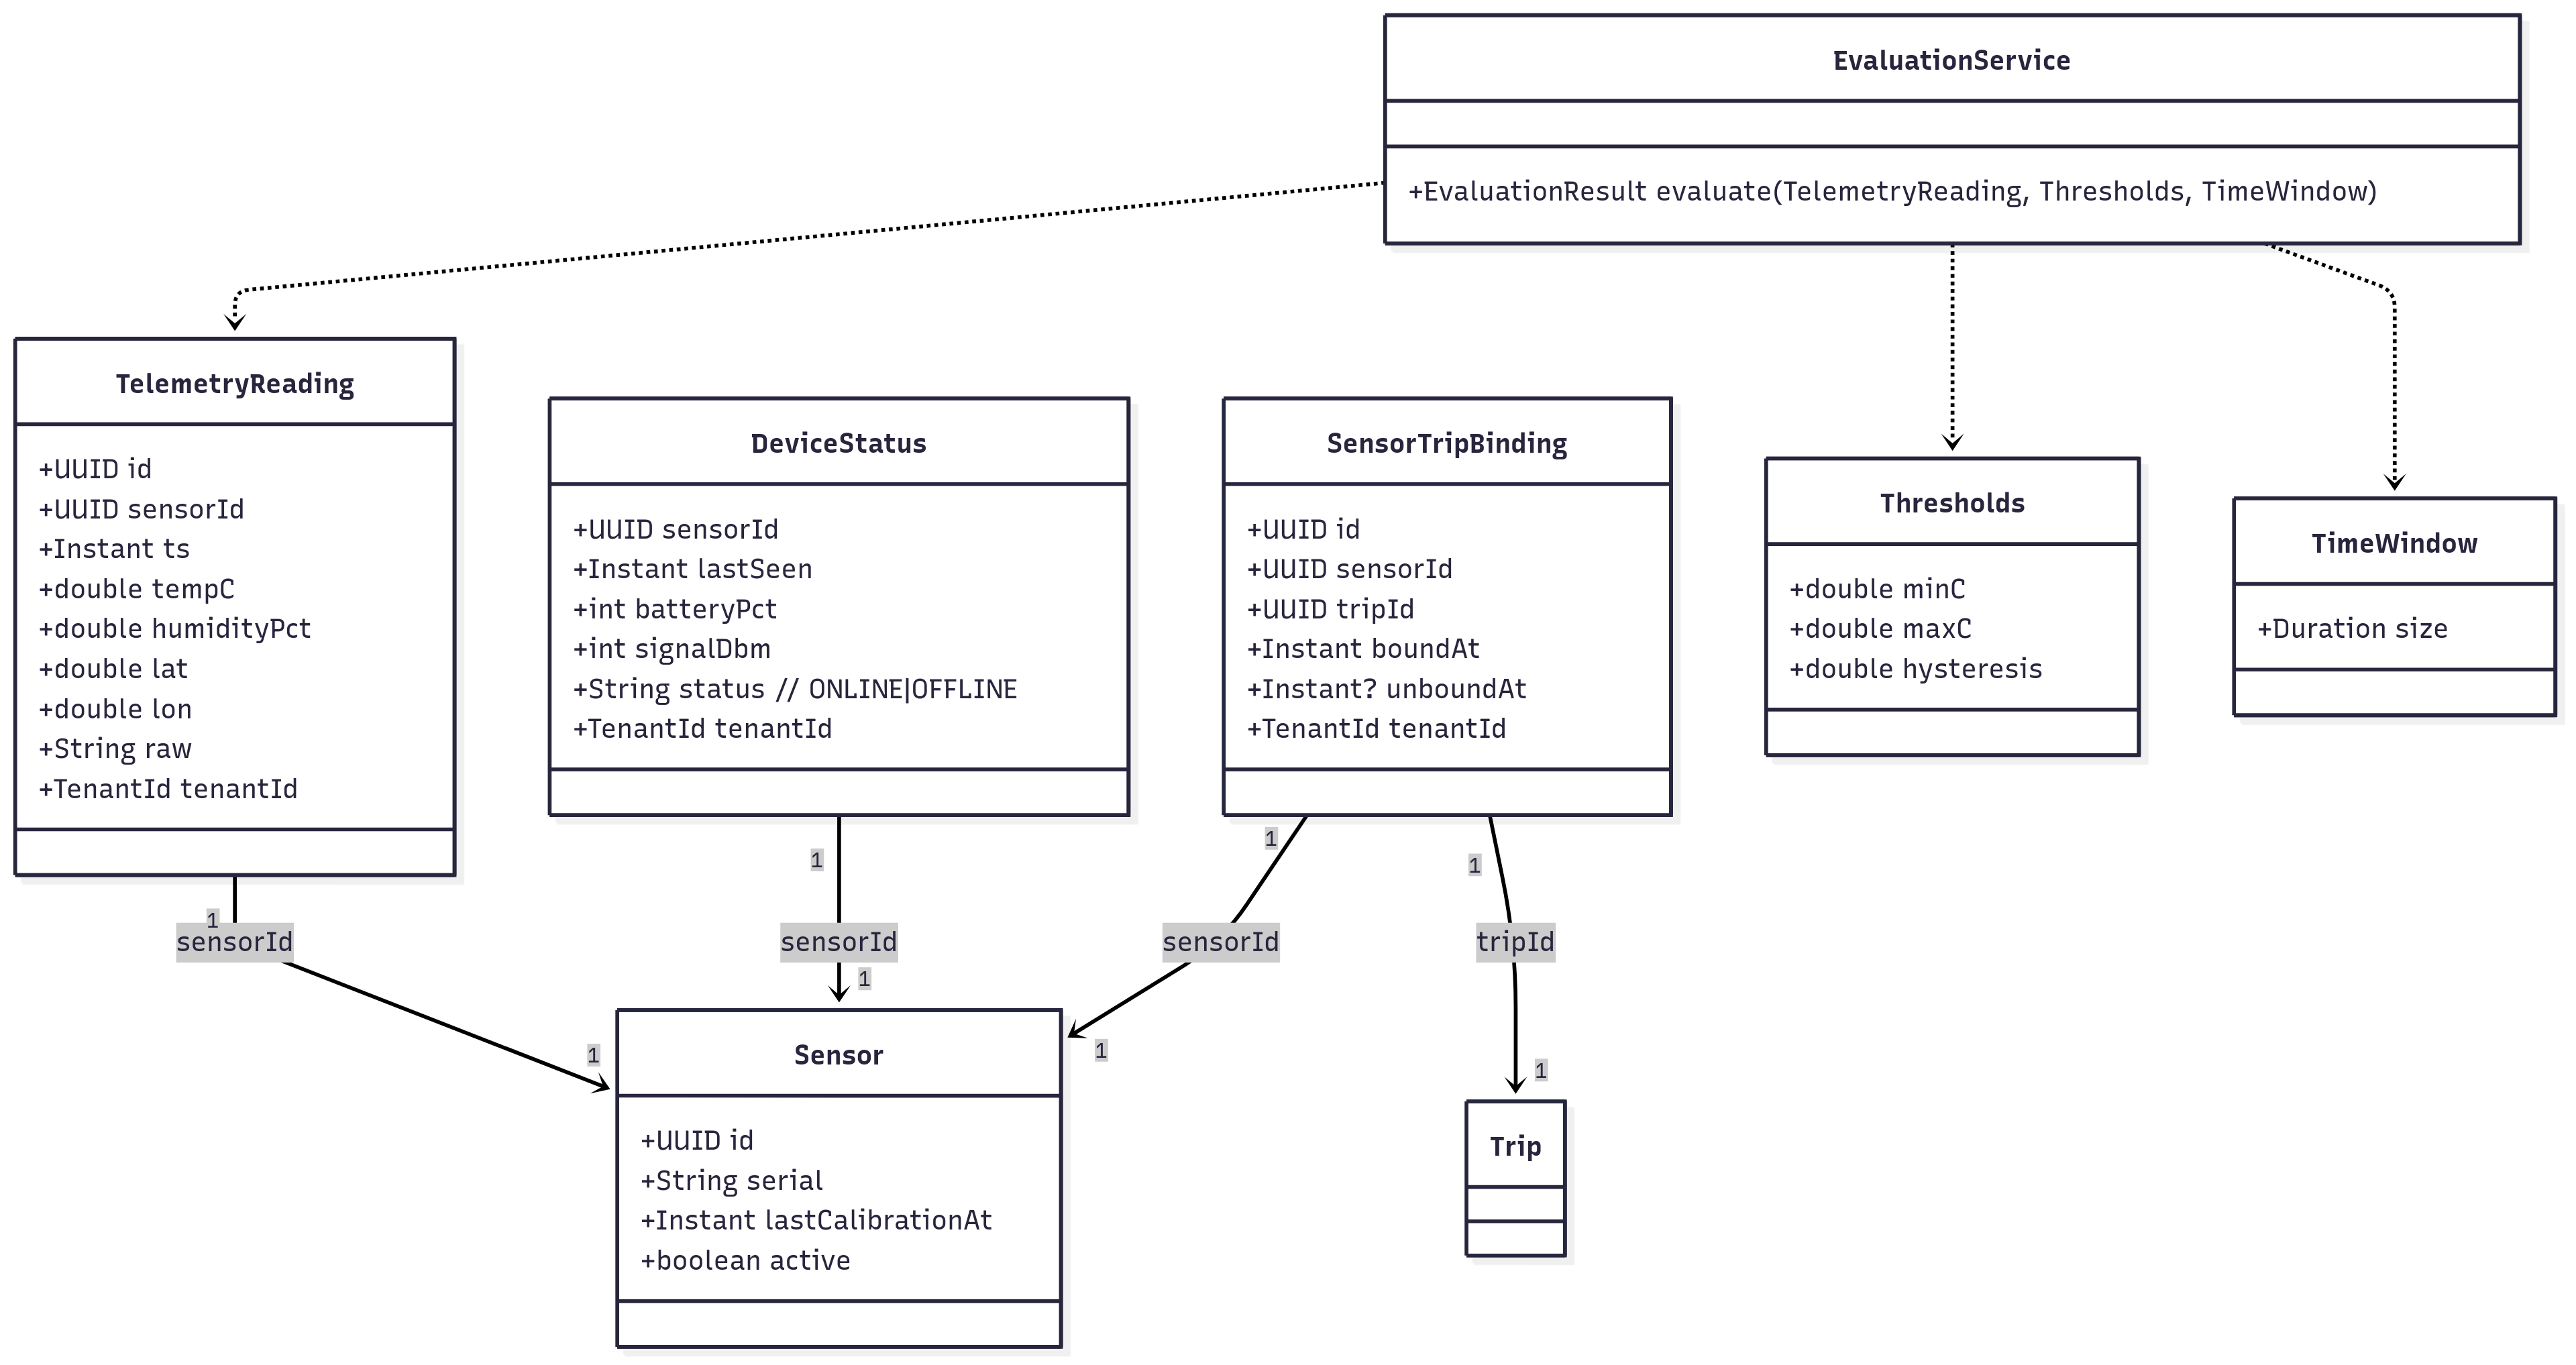 EvaluationService
+EvaluationResult evaluate(TelemetryReading, Thresholds, TimeWindow)
TelemetryReading
+UUID id
+UUID sensorId
+Instant ts
+double tempC
+double humidityPct
+double lat
+double lon
+String raw
+TenantId tenantId
DeviceStatus
+UUID sensorId
+Instant lastSeen
+int batteryPct
+int signalDbm
+String status // ONLINE|OFFLINE
+TenantId tenantId
SensorTripBinding
+UUID id
+UUID sensorId
+UUID tripId
+Instant boundAt
+Instant? unboundAt
+TenantId tenantId
Thresholds
+double minC
+double maxC
+double hysteresis
TimeWindow
+Duration size
1
sensorId
1
1
sensorId
1
1
sensorId
1
1
tripId
1
Sensor
+UUID id
+String serial
+Instant lastCalibrationAt
+boolean active
Trip